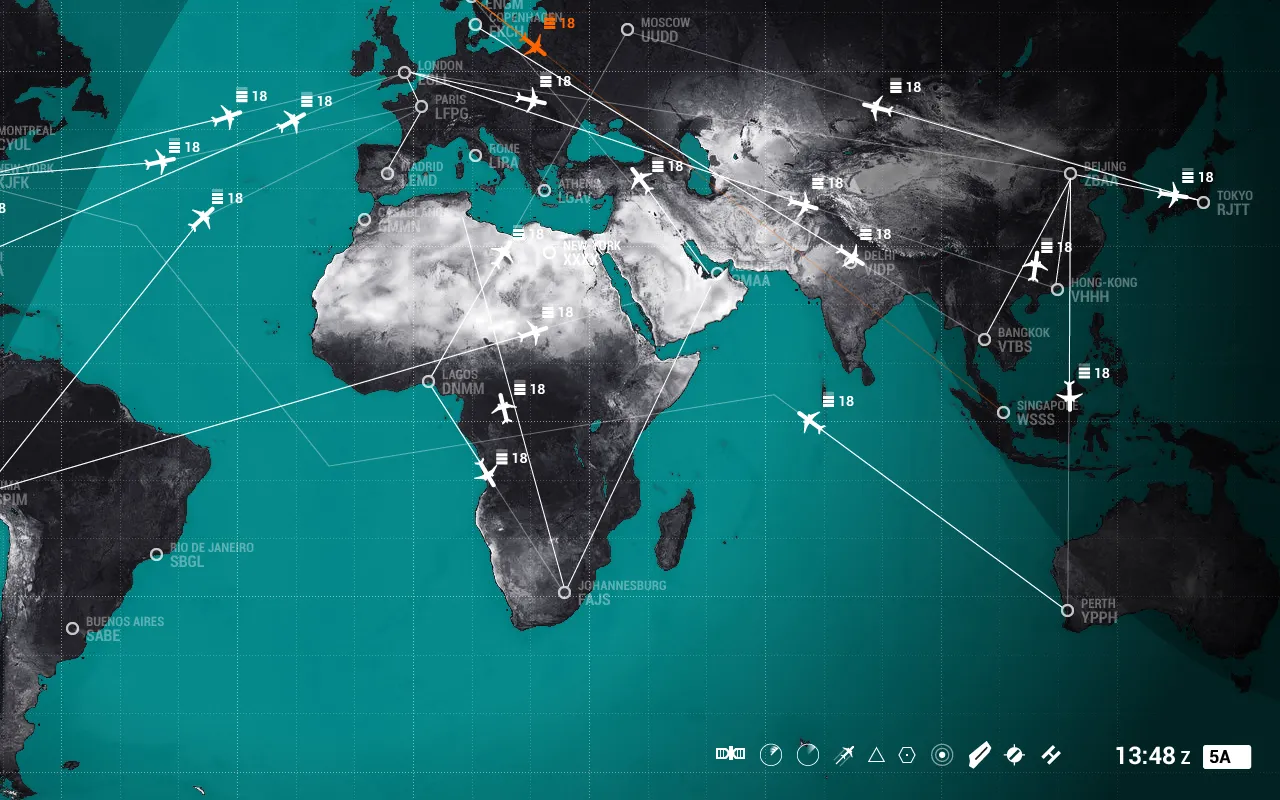 ENGM
COPENHAGEN
EKCH
18
MOSCOW
UUDD
LONDON
EGLL
18
18
18
18
PARIS
LFPG
MONTREAL
CYUL
18
NEW-YORK
KJFK
ROME
LIRA
MADRID
LEMD
ATHENS
LGAV
18
18
BEIJING
ZBAA
18
TOKYO
RJTT
18
8
CASABLANCA
GMMN
18
NEW-YORK
XXXX
18
DELHI
VIDP
18
OMAA
HONG-KONG
VHHH
18
BANGKOK
VTBS
LAGOS
DNMM
18
18
18
SINGAPORE
WSSS
18
LIMA
SPIM
RIO DE JANEIRO
SBGL
JOHANNESBURG
FAJS
PERTH
YPPH
BUENOS AIRES
SABE
13:48 Z
5A